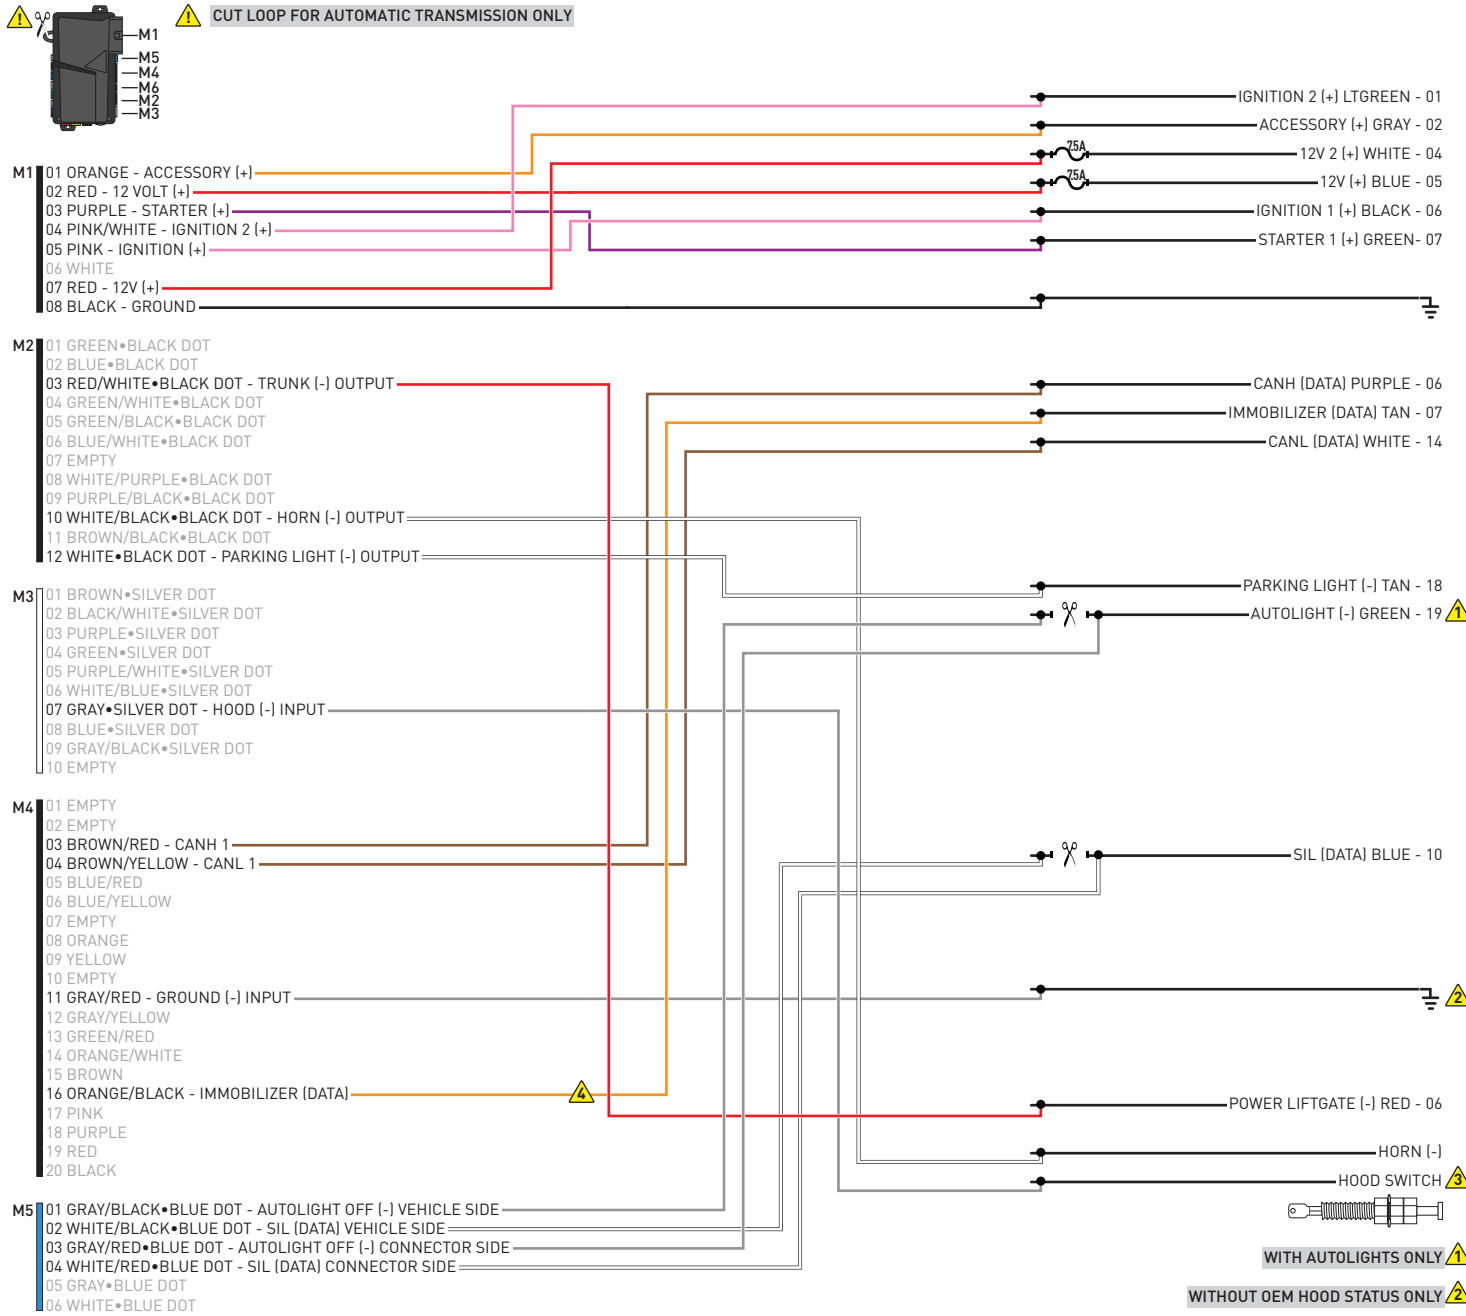 CUT LOOP FOR AUTOMATIC TRANSMISSION ONLY
M1
M5
M4
M6
M2
M3
IGNITION 2 (+) LTGREEN - 01
ACCESSORY (+) GRAY - 02
7.5A
12V 2 (+) WHITE - 04
7.5A
12V (+) BLUE - 05
IGNITION 1 (+) BLACK - 06
STARTER 1 (+) GREEN- 07
M1
01 ORANGE - ACCESSORY (+)
02 RED - 12 VOLT (+)
03 PURPLE - STARTER (+)
04 PINK/WHITE - IGNITION 2 (+)
05 PINK - IGNITION (+)
06 WHITE
07 RED - 12V (+)
08 BLACK - GROUND
M2
01 GREEN•BLACK DOT
02 BLUE•BLACK DOT
03 RED/WHITE•BLACK DOT - TRUNK (-) OUTPUT
04 GREEN/WHITE•BLACK DOT
05 GREEN/BLACK•BLACK DOT
06 BLUE/WHITE•BLACK DOT
07 EMPTY
08 WHITE/PURPLE•BLACK DOT
09 PURPLE/BLACK•BLACK DOT
10 WHITE/BLACK•BLACK DOT - HORN (-) OUTPUT
11 BROWN/BLACK•BLACK DOT
12 WHITE•BLACK DOT - PARKING LIGHT (-) OUTPUT
CANH (DATA) PURPLE - 06
IMMOBILIZER (DATA) TAN - 07
CANL (DATA) WHITE - 14
PARKING LIGHT (-) TAN - 18
AUTOLIGHT (-) GREEN - 19
1
M3
01 BROWN•SILVER DOT
02 BLACK/WHITE•SILVER DOT
03 PURPLE•SILVER DOT
04 GREEN•SILVER DOT
05 PURPLE/WHITE•SILVER DOT
06 WHITE/BLUE•SILVER DOT
07 GRAY•SILVER DOT - HOOD (-) INPUT
08 BLUE•SILVER DOT
09 GRAY/BLACK•SILVER DOT
10 EMPTY
M4
01 EMPTY
02 EMPTY
03 BROWN/RED - CANH 1
04 BROWN/YELLOW - CANL 1
05 BLUE/RED
06 BLUE/YELLOW
07 EMPTY
08 ORANGE
09 YELLOW
10 EMPTY
11 GRAY/RED - GROUND (-) INPUT
12 GRAY/YELLOW
13 GREEN/RED
14 ORANGE/WHITE
15 BROWN
16 ORANGE/BLACK - IMMOBILIZER (DATA)
4
17 PINK
18 PURPLE
19 RED
20 BLACK
SIL (DATA) BLUE - 10
2
POWER LIFTGATE (-) RED - 06
HORN (-)
HOOD SWITCH
3
M5
01 GRAY/BLACK•BLUE DOT - AUTOLIGHT OFF (-) VEHICLE SIDE
02 WHITE/BLACK•BLUE DOT - SIL (DATA) VEHICLE SIDE
03 GRAY/RED•BLUE DOT - AUTOLIGHT OFF (-) CONNECTOR SIDE
04 WHITE/RED•BLUE DOT - SIL (DATA) CONNECTOR SIDE
05 GRAY•BLUE DOT
06 WHITE•BLUE DOT
WITH AUTOLIGHTS ONLY
1
WITHOUT OEM HOOD STATUS ONLY
2